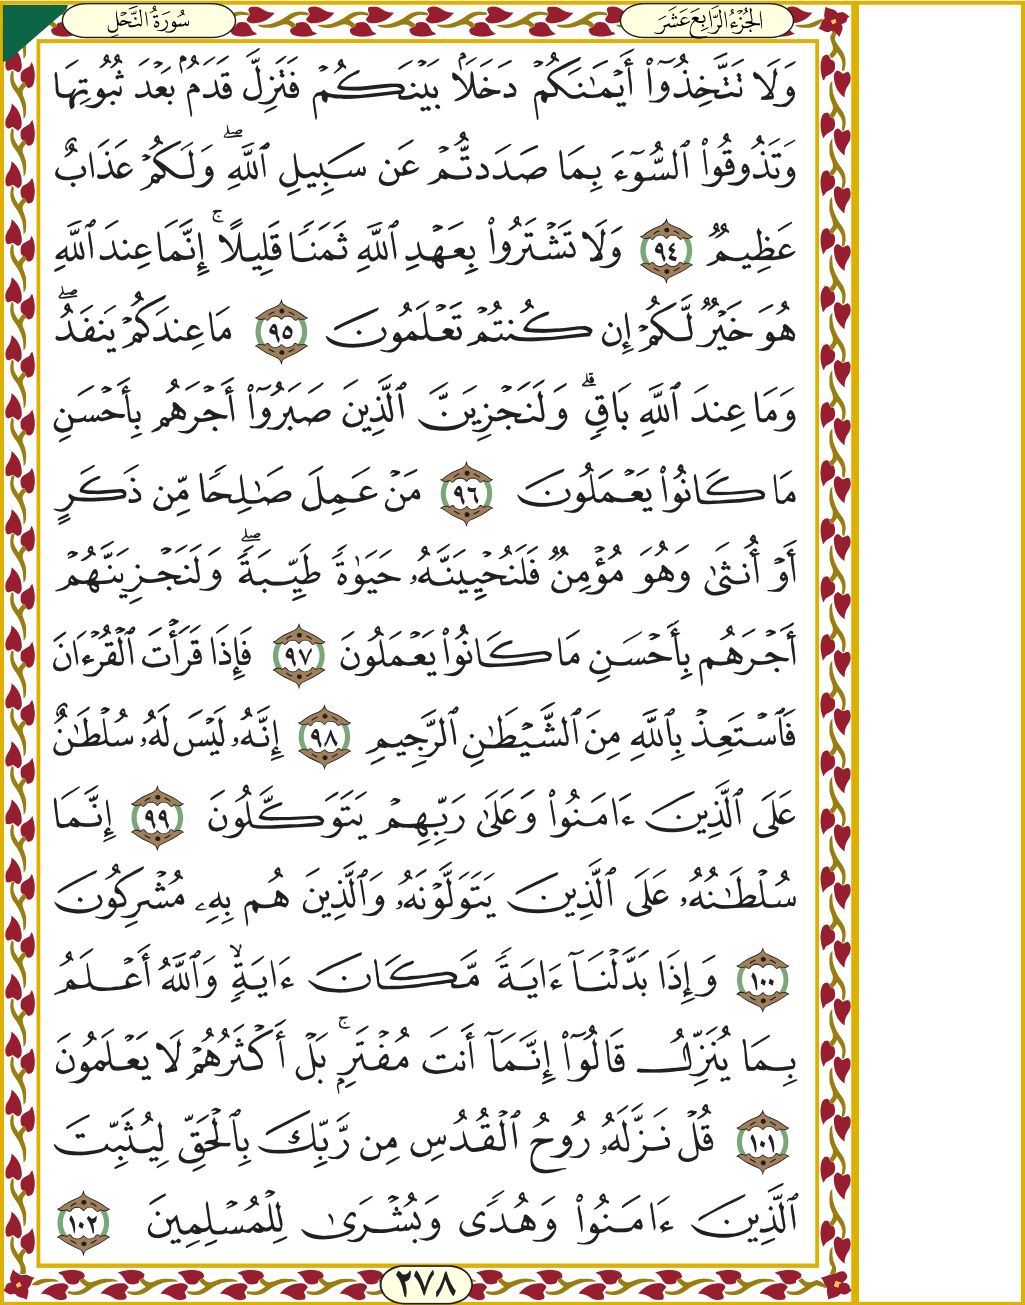 الجُزْءُ الرَّابِعَ عَشَرَ
سُورَةُ النَّحْلِ
وَلَا تَتَّخِذُوٓا۟ أَيْمَـٰنَكُمْ دَخَلًۢا بَيْنَكُمْ فَتَزِلَّ قَدَمٌۢ بَعْدَ ثُبُوتِهَا
وَتَذُوقُوا۟ ٱلسُّوٓءَ بِمَا صَدَدتُّمْ عَن سَبِيلِ ٱللَّهِ ۖ وَلَكُمْ عَذَابٌ
عَظِيمٌ ٩٤ وَلَا تَشْتَرُوا۟ بِعَهْدِ ٱللَّهِ ثَمَنًا قَلِيلًا ۚ إِنَّمَا عِندَ ٱللَّهِ
هُوَ خَيْرٌ لَّكُمْ إِن كُنتُمْ تَعْلَمُونَ ٩٥ مَا عِندَكُمْ يَنفَدُ ۖ
وَمَا عِندَ ٱللَّهِ بَاقٍ ۗ وَلَنَجْزِيَنَّ ٱلَّذِينَ صَبَرُوٓا۟ أَجْرَهُم بِأَحْسَنِ
مَا كَانُوا۟ يَعْمَلُونَ ٩٦ مَنْ عَمِلَ صَـٰلِحًا مِّن ذَكَرٍ
أَوْ أُنثَىٰ وَهُوَ مُؤْمِنٌ فَلَنُحْيِيَنَّهُۥ حَيَوٰةً طَيِّبَةً ۖ وَلَنَجْزِيَنَّهُمْ
أَجْرَهُم بِأَحْسَنِ مَا كَانُوا۟ يَعْمَلُونَ ٩٧ فَإِذَا قَرَأْتَ ٱلْقُرْءَانَ
فَٱسْتَعِذْ بِٱللَّهِ مِنَ ٱلشَّيْطَـٰنِ ٱلرَّجِيمِ ٩٨ إِنَّهُۥ لَيْسَ لَهُۥ سُلْطَـٰنٌ
عَلَى ٱلَّذِينَ ءَامَنُوا۟ وَعَلَىٰ رَبِّهِمْ يَتَوَكَّلُونَ ٩٩ إِنَّمَا
سُلْطَـٰنُهُۥ عَلَى ٱلَّذِينَ يَتَوَلَّوْنَهُۥ وَٱلَّذِينَ هُم بِهِۦ مُشْرِكُونَ
١٠٠ وَإِذَا بَدَّلْنَآ ءَايَةً مَّكَانَ ءَايَةٍ ۙ وَٱللَّهُ أَعْلَمُ
بِمَا يُنَزِّلُ قَالُوٓا۟ إِنَّمَآ أَنتَ مُفْتَرٍۭ ۚ بَلْ أَكْثَرُهُمْ لَا يَعْلَمُونَ
١٠١ قُلْ نَزَّلَهُۥ رُوحُ ٱلْقُدُسِ مِن رَّبِّكَ بِٱلْحَقِّ لِيُثَبِّتَ
ٱلَّذِينَ ءَامَنُوا۟ وَهُدًى وَبُشْرَىٰ لِلْمُسْلِمِينَ ١٠٢
٢٧٨